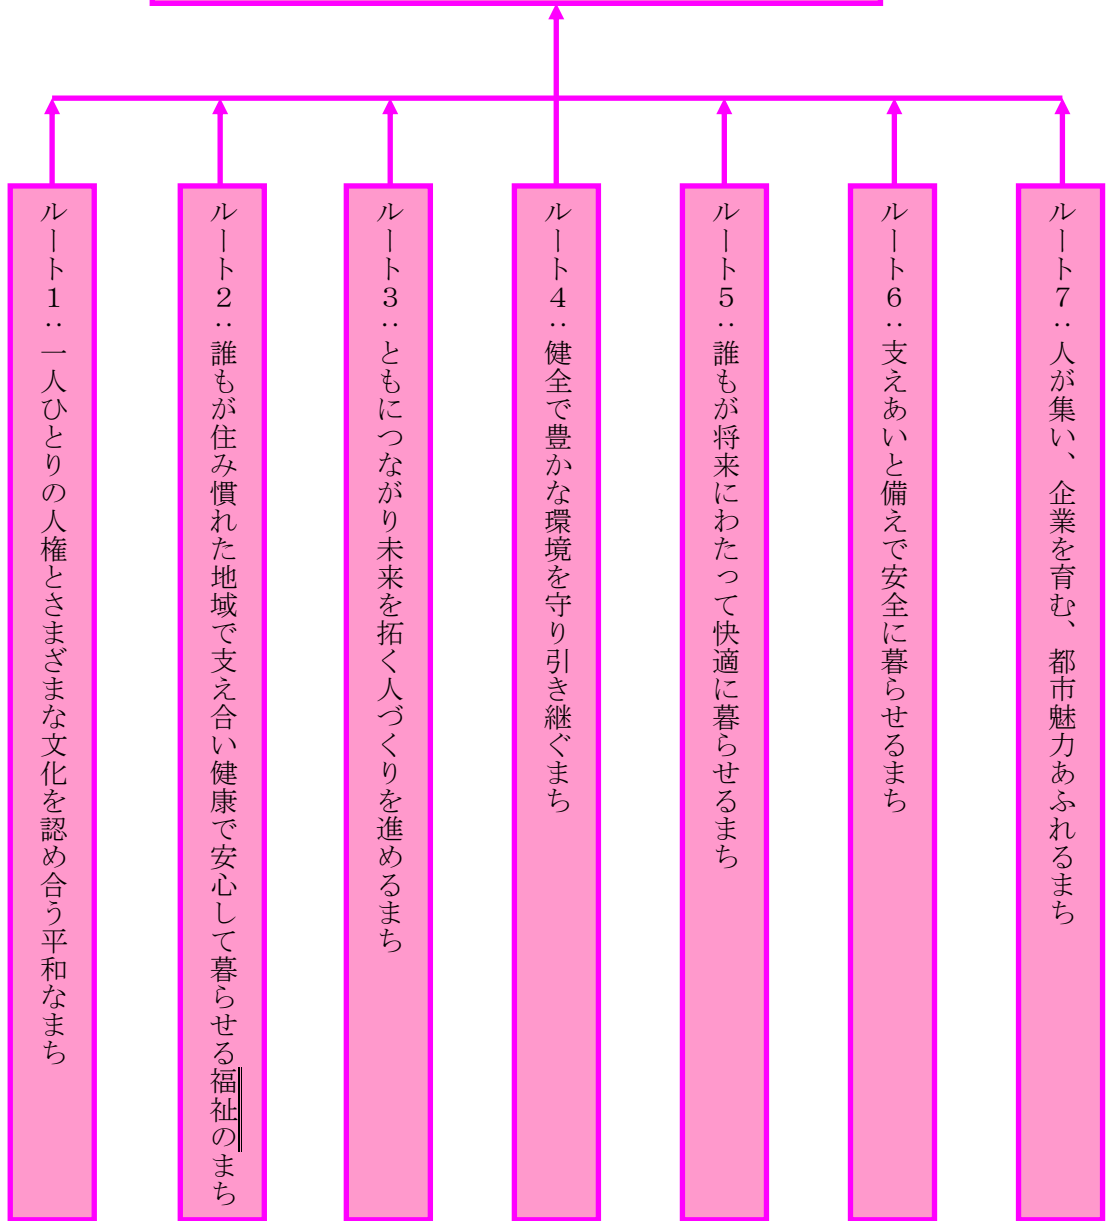 ルート１：一人ひとりの人権とさまざまな文化を認め合う平和なまち
ルート２：誰もが住み慣れた地域で支え合い健康で安心して暮らせる福祉のまち
ルート３：ともにつながり未来を拓く人づくりを進めるまち
ルート４：健全で豊かな環境を守り引き継ぐまち
ルート５：誰もが将来にわたって快適に暮らせるまち
ルート６：支えあいと備えで安全に暮らせるまち
ルート７：人が集い、企業を育む、都市魅力あふれるまち